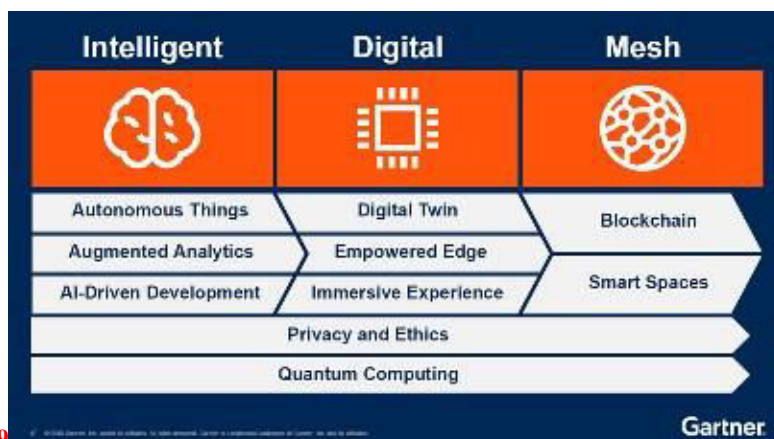 Intelligent Digital Mesh
Autonomous Things Digital Twin Blockchain
Augmented Analytics Empowered Edge
AI-Driven Development Immersive Experience Smart Spaces
Privacy and Ethics
Quantum Computing
Gartner